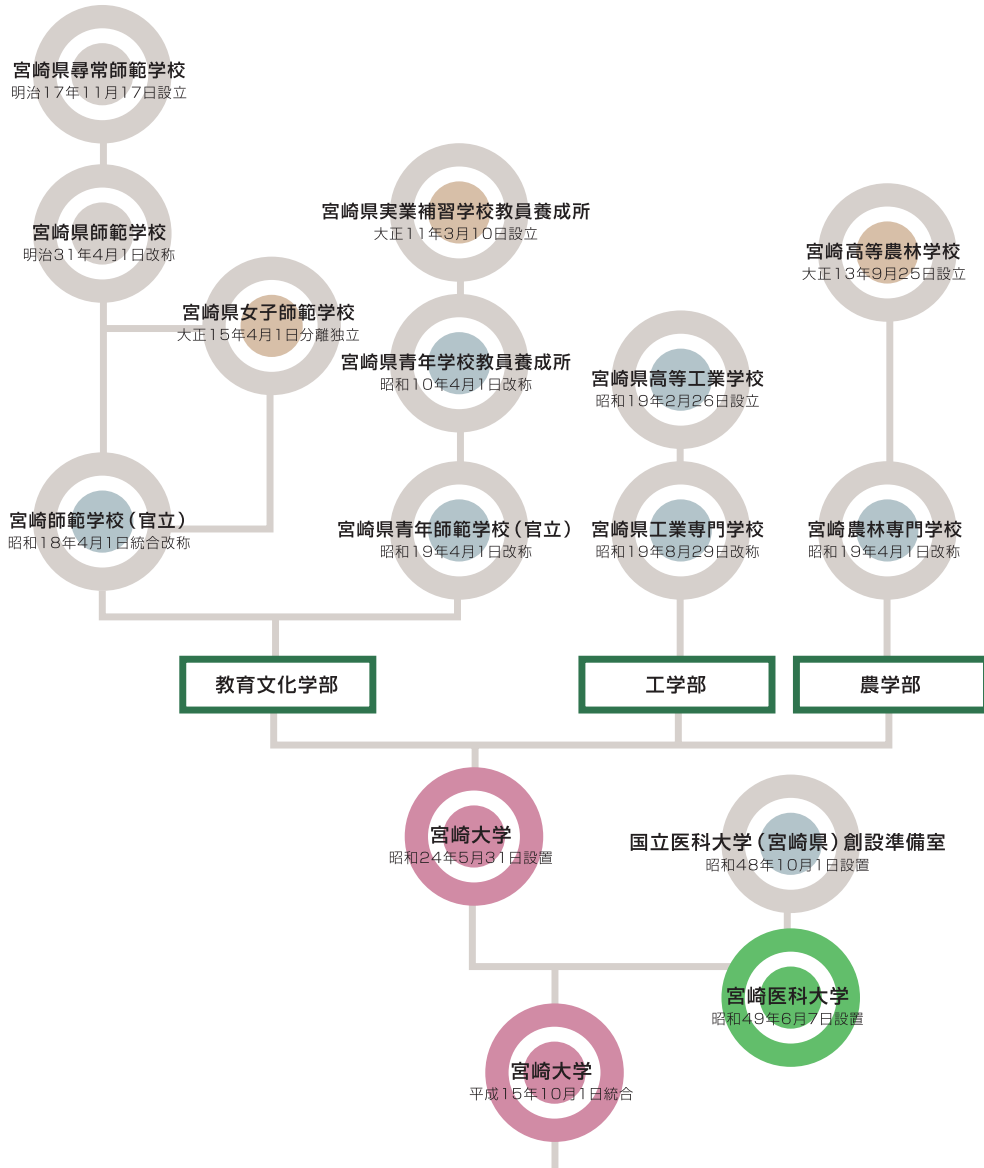 宮崎県尋常師範学校
明治17年11月17日設立
宮崎県師範学校
明治31年4月1日改称
宮崎県女子師範学校
大正15年4月1日分離独立
宮崎師範学校（官立）
昭和18年4月1日統合改称
宮崎県実業補習学校教員養成所
大正11年3月10日設立
宮崎県青年学校教員養成所
昭和10年4月1日改称
宮崎県青年師範学校（官立）
昭和19年4月1日改称
宮崎県高等工業学校
昭和19年2月26日設立
宮崎県工業専門学校
昭和19年8月29日改称
宮崎高等農林学校
大正13年9月25日設立
宮崎農林専門学校
昭和19年4月1日改称
教育文化学部
工学部
農学部
宮崎大学
昭和24年5月31日設置
国立医科大学（宮崎県）創設準備室
昭和48年10月1日設置
宮崎医科大学
昭和49年6月7日設置
宮崎大学
平成15年10月1日統合